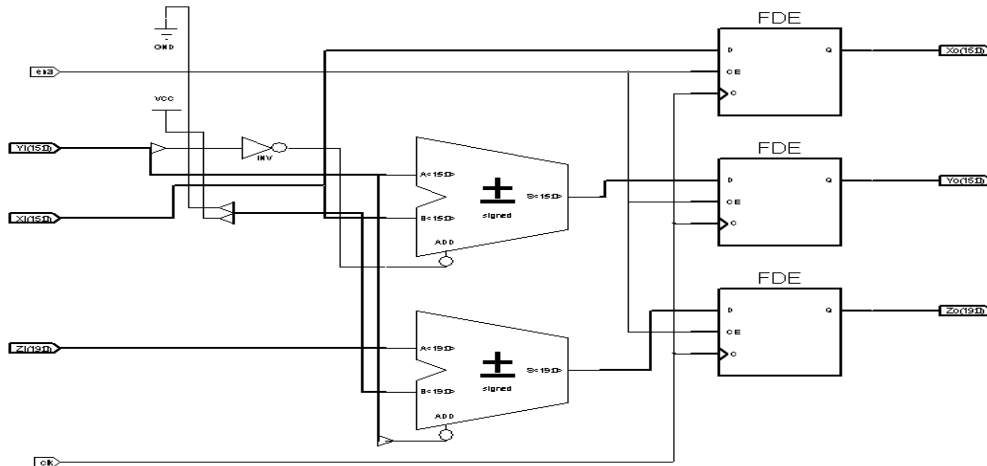 FDE
GND
D
Q
Xo(15:0)
ena
CE
C
VCC
Yi(15:0)
INV
FDE
A<15:0>
D
Q
Yo(15:0)
±
S<15:0>
CE
Xi(15:0)
B<15:0>
signed
C
ADD
FDE
D
Q
Zo(19:0)
CE
Zi(19:0)
A<19:0>
C
±
S<19:0>
B<19:0>
signed
ADD
clk